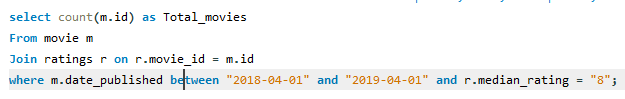 select count(m.id) as Total_movies
From movie m
Join ratings r on r.movie_id = m.id
where m.date_published between "2018-04-01" and "2019-04-01" and r.median_rating = "8";